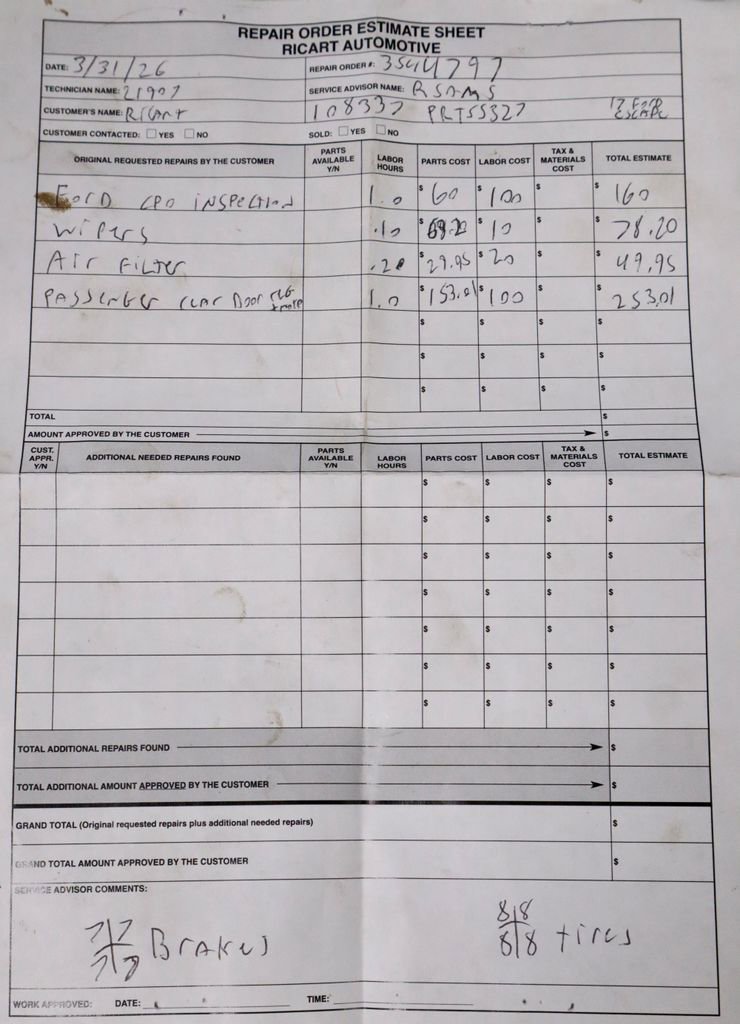 REPAIR ORDER ESTIMATE SHEET
RICART AUTOMOTIVE
DATE: 3/31/26 REPAIR ORDER #: 3544797
TECHNICIAN NAME: 21907 SERVICE ADVISOR NAME: RSAMS
CUSTOMER'S NAME: RICART 108337 PRTSS327 17 FORD ESCAPE
CUSTOMER CONTACTED: YES NO SOLD: YES NO
ORIGINAL REQUESTED REPAIRS BY THE CUSTOMER PARTS AVAILABLE Y/N LABOR HOURS PARTS COST LABOR COST TAX & MATERIALS COST TOTAL ESTIMATE
FORD CPO INSPECTION 1.0 $60 $100 $ $160
WIPERS .10 $68.20 $10 $ $78.20
AIR FILTER .20 $29.95 $20 $ $49.95
PASSENGER rear Door 1.0 $153.01 $100 $ $253.01
$ $ $ $
$ $ $ $
$ $ $ $
TOTAL $
AMOUNT APPROVED BY THE CUSTOMER $
CUST. APPR. Y/N ADDITIONAL NEEDED REPAIRS FOUND PARTS AVAILABLE Y/N LABOR HOURS PARTS COST LABOR COST TAX & MATERIALS COST TOTAL ESTIMATE
$ $ $ $
$ $ $ $
$ $ $ $
$ $ $ $
$ $ $ $
$ $ $ $
$ $ $ $
TOTAL ADDITIONAL REPAIRS FOUND $
TOTAL ADDITIONAL AMOUNT APPROVED BY THE CUSTOMER $
GRAND TOTAL (Original requested repairs plus additional needed repairs) $
GRAND TOTAL AMOUNT APPROVED BY THE CUSTOMER $
SERVICE ADVISOR COMMENTS:
7 7 8 8
7 7 BRAKES 8 8 tires
WORK APPROVED: DATE: TIME: